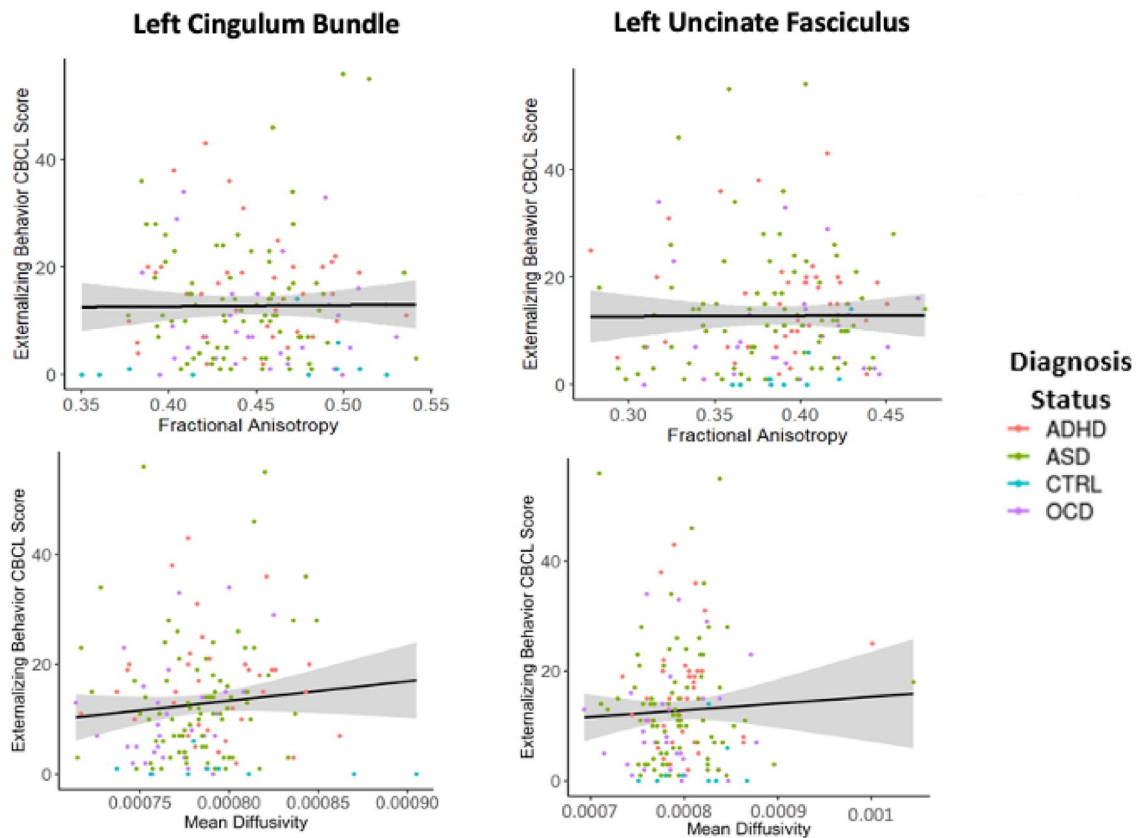 Left Cingulum Bundle
Left Uncinate Fasciculus
Externalizing Behavior CBCL Score
40
20
0
0.35 0.40 0.45 0.50 0.55
Fractional Anisotropy
Externalizing Behavior CBCL Score
40
20
0
0.30 0.35 0.40 0.45
Fractional Anisotropy
Diagnosis
Status
ADHD
ASD
CTRL
OCD
Externalizing Behavior CBCL Score
40
20
0
0.00075 0.00080 0.00085 0.00090
Mean Diffusivity
Externalizing Behavior CBCL Score
40
20
0
0.0007 0.0008 0.0009 0.001
Mean Diffusivity